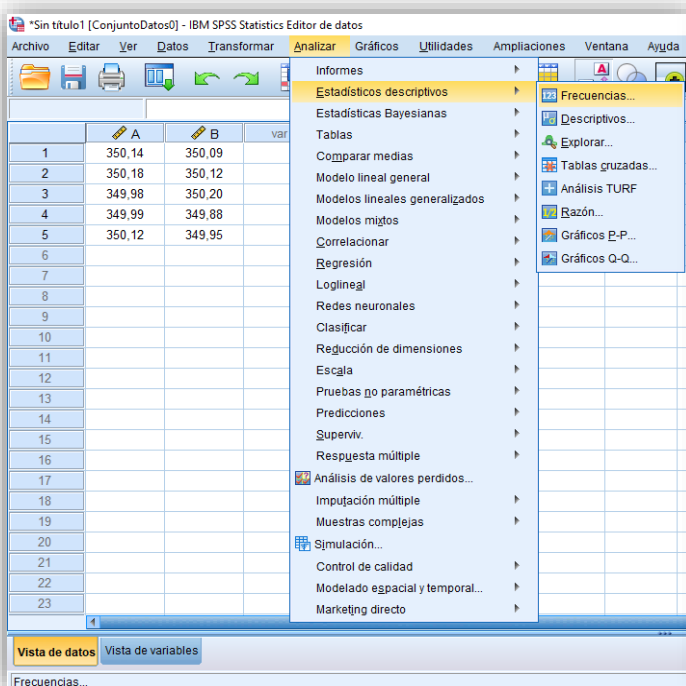 *Sin título1 [ConjuntoDatos0] - IBM SPSS Statistics Editor de datos
Archivo Editar Ver Datos Transformar Analizar Gráficos Utilidades Ampliaciones Ventana Ayuda
A B var
1 350,14 350,09
2 350,18 350,12
3 349,98 350,20
4 349,99 349,88
5 350,12 349,95
6
7
8
9
10
11
12
13
14
15
16
17
18
19
20
21
22
23
Informes
Estadísticos descriptivos
Estadísticas Bayesianas
Tablas
Comparar medias
Modelo lineal general
Modelos lineales generalizados
Modelos mixtos
Correlacionar
Regresión
Loglineal
Redes neuronales
Clasificar
Reducción de dimensiones
Escala
Pruebas no paramétricas
Predicciones
Superviv.
Respuesta múltiple
Análisis de valores perdidos...
Imputación múltiple
Muestras complejas
Simulación...
Control de calidad
Modelado espacial y temporal...
Marketing directo
123 Frecuencias...
Descriptivos...
Explorar...
Tablas cruzadas...
Análisis TURF
1/2 Razón...
Gráficos P-P...
Gráficos Q-Q...
A
Vista de datos Vista de variables
Frecuencias...